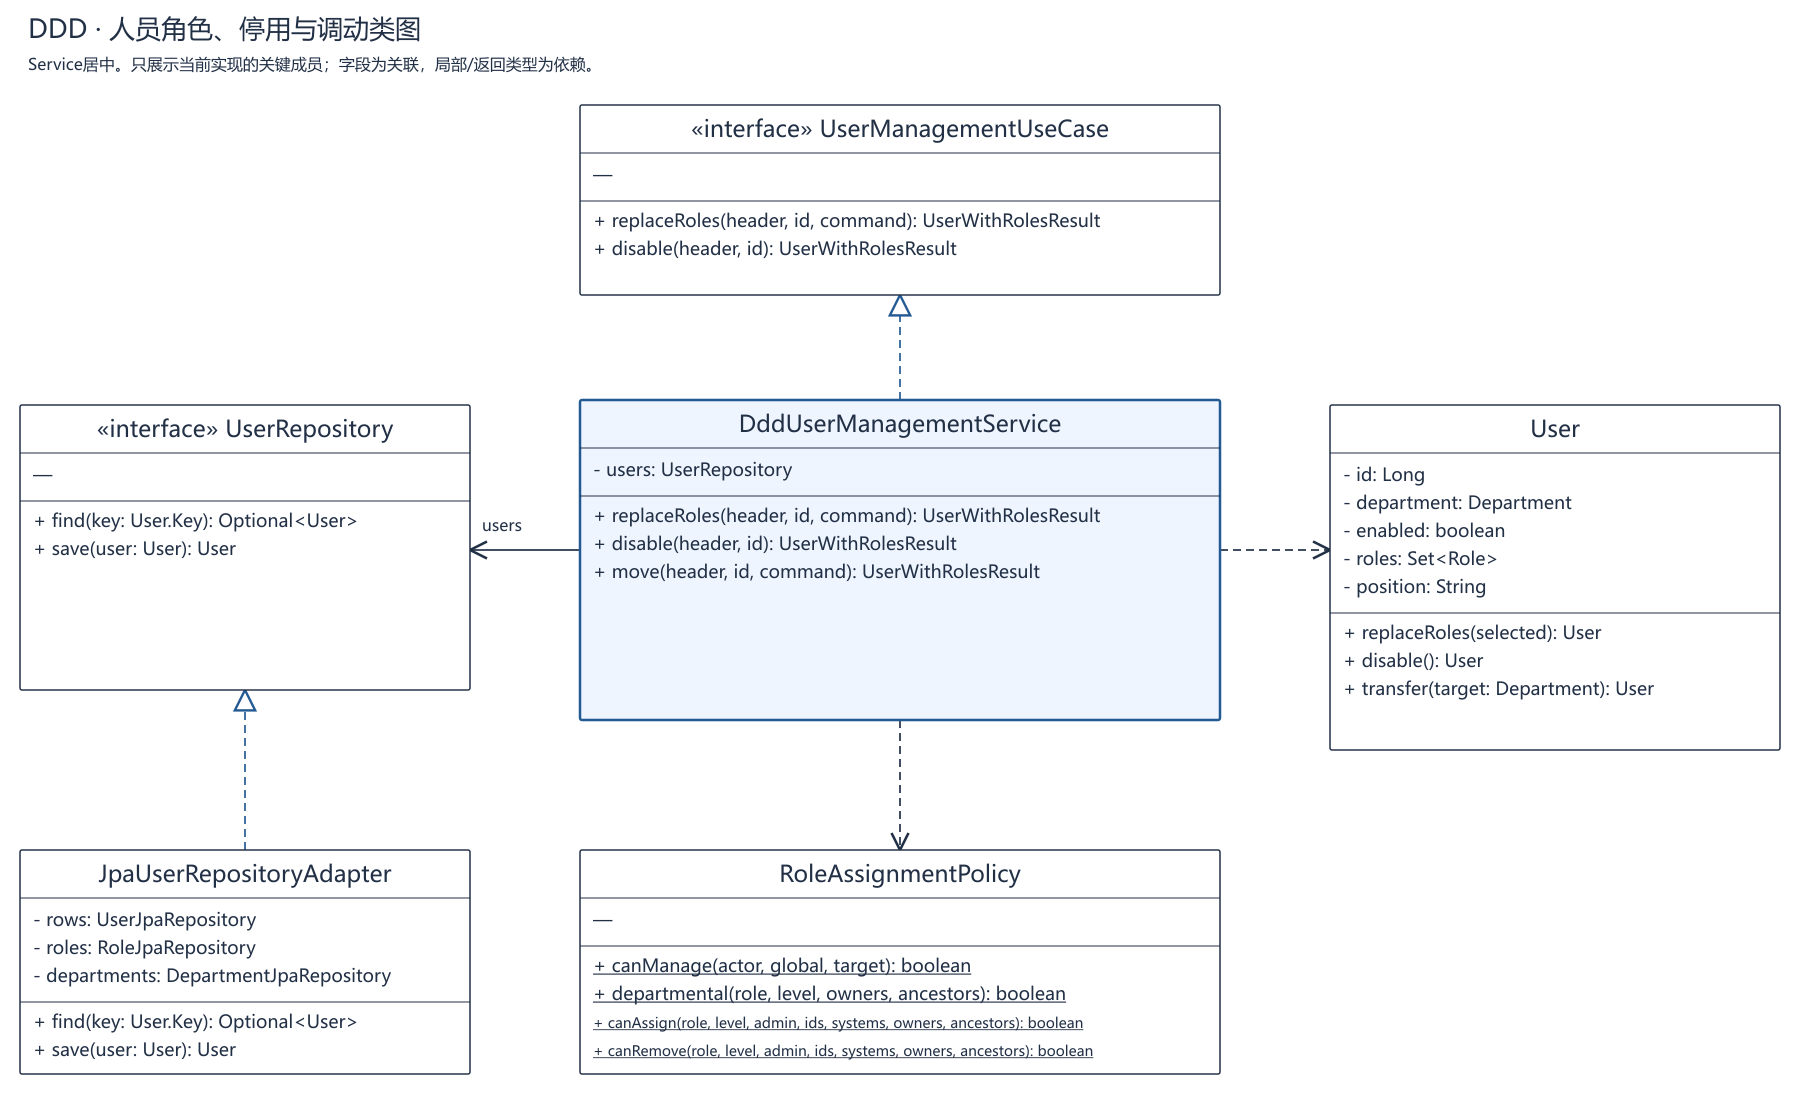 DDD · 人员角色、停用与调动类图
Service居中。只展示当前实现的关键成员；字段为关联，局部/返回类型为依赖。
«interface» UserManagementUseCase
—
+ replaceRoles(header, id, command): UserWithRolesResult
+ disable(header, id): UserWithRolesResult
«interface» UserRepository
—
+ find(key: User.Key): Optional<User>
+ save(user: User): User
users
DddUserManagementService
- users: UserRepository
+ replaceRoles(header, id, command): UserWithRolesResult
+ disable(header, id): UserWithRolesResult
+ move(header, id, command): UserWithRolesResult
User
- id: Long
- department: Department
- enabled: boolean
- roles: Set<Role>
- position: String
+ replaceRoles(selected): User
+ disable(): User
+ transfer(target: Department): User
JpaUserRepositoryAdapter
- rows: UserJpaRepository
- roles: RoleJpaRepository
- departments: DepartmentJpaRepository
+ find(key: User.Key): Optional<User>
+ save(user: User): User
RoleAssignmentPolicy
—
+ canManage(actor, global, target): boolean
+ departmental(role, level, owners, ancestors): boolean
+ canAssign(role, level, admin, ids, systems, owners, ancestors): boolean
+ canRemove(role, level, admin, ids, systems, owners, ancestors): boolean